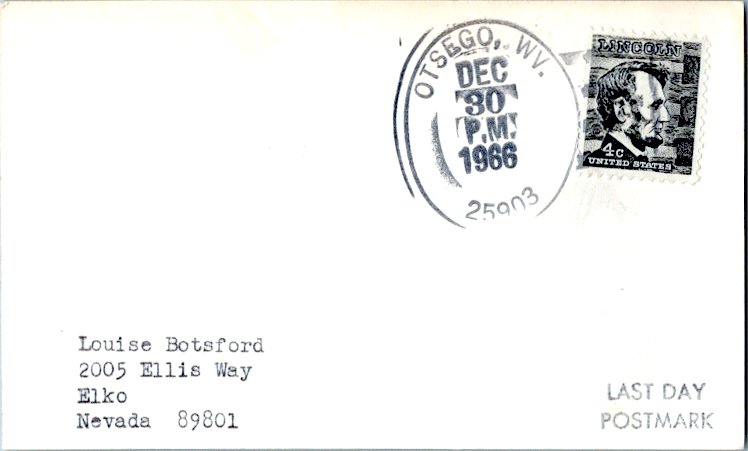 OTSEGO, WV.
DEC
30
P.M.
1966
25903
LINCOLN
4c
UNITED STATES
Louise Botsford
2005 Ellis Way
Elko
Nevada 89801
LAST DAY
POSTMARK